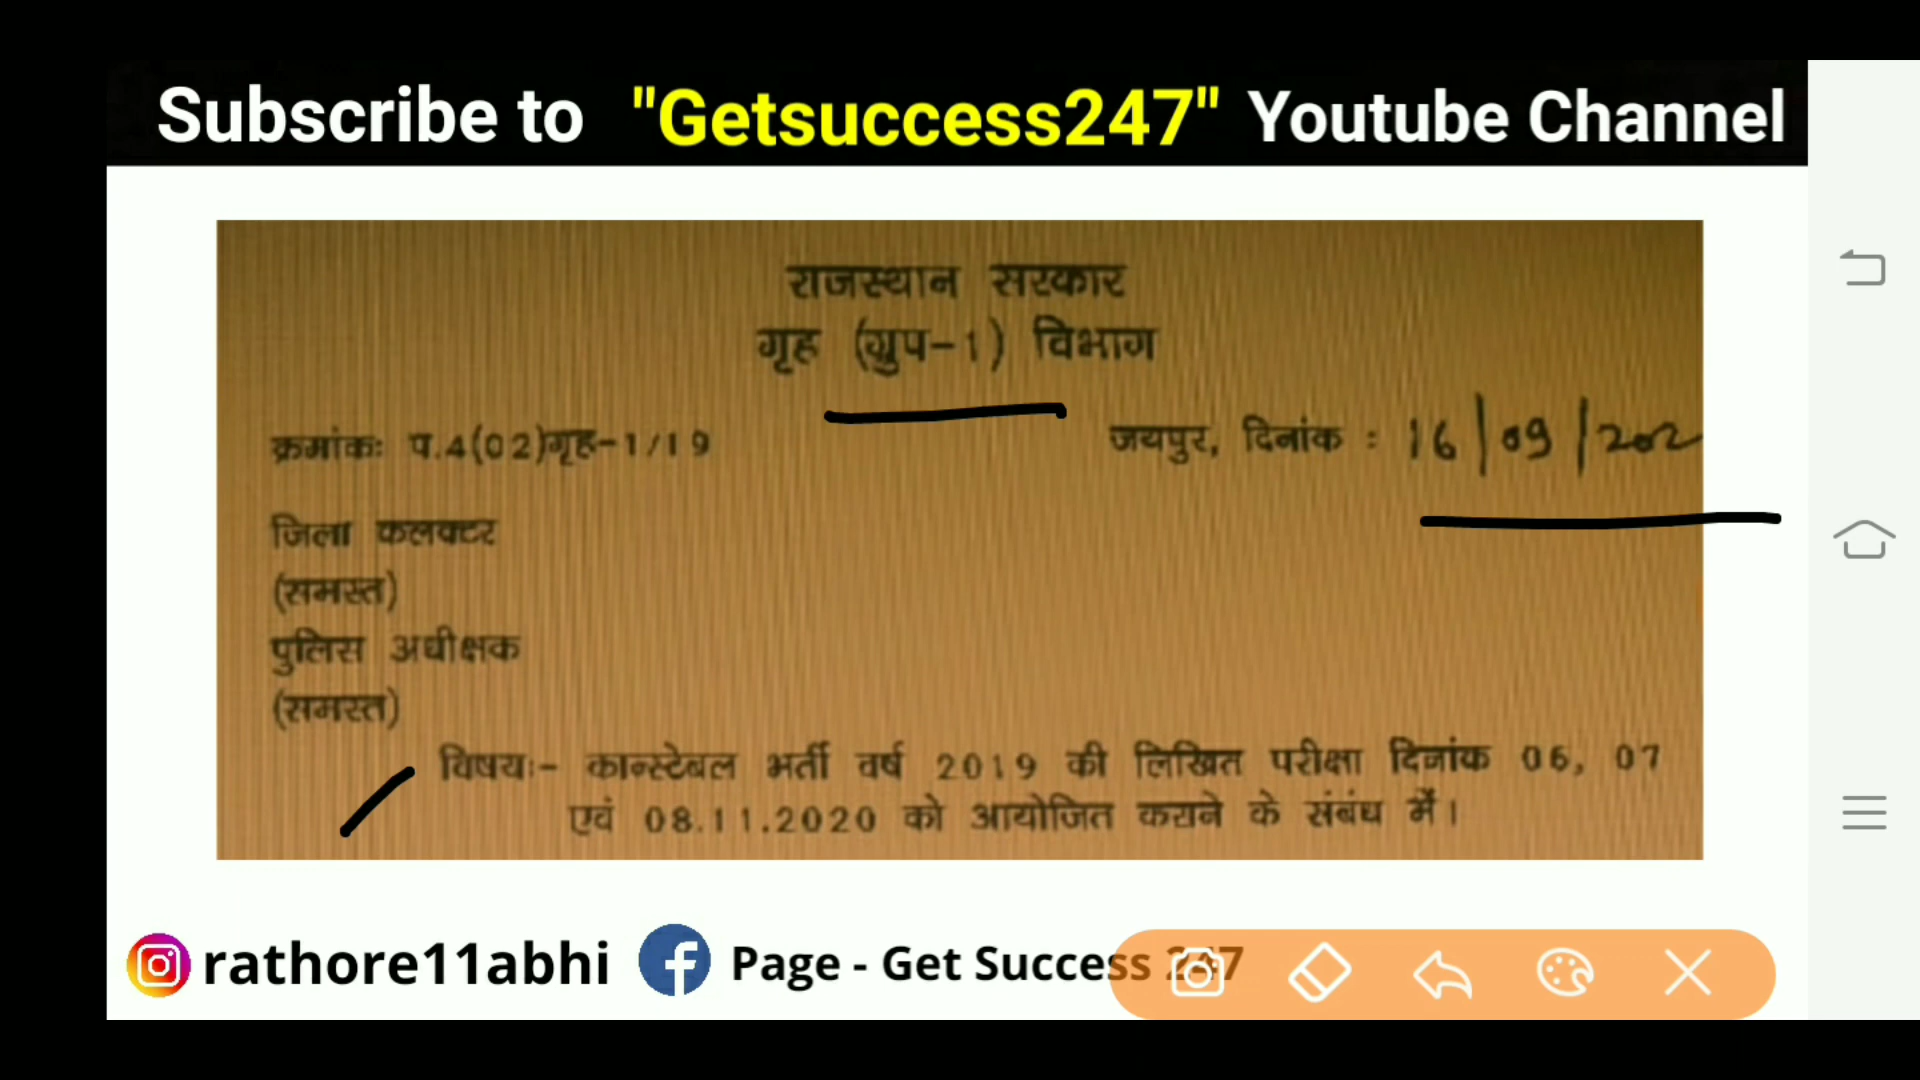 Subscribe to "Getsuccess247" Youtube Channel
राजस्थान सरकार
गृह (ग्रुप-1) विभाग
क्रमांकः प.4(02)गृह-1/19 जयपुर, दिनांक : 16/09/202
जिला कलक्टर
(समस्त)
पुलिस अधीक्षक
(समस्त)
विषयः- कान्स्टेबल भर्ती वर्ष 2019 की लिखित परीक्षा दिनांक 06, 07
एवं 08.11.2020 को आयोजित कराने के संबंध में।
rathore11abhi Page - Get Success 247